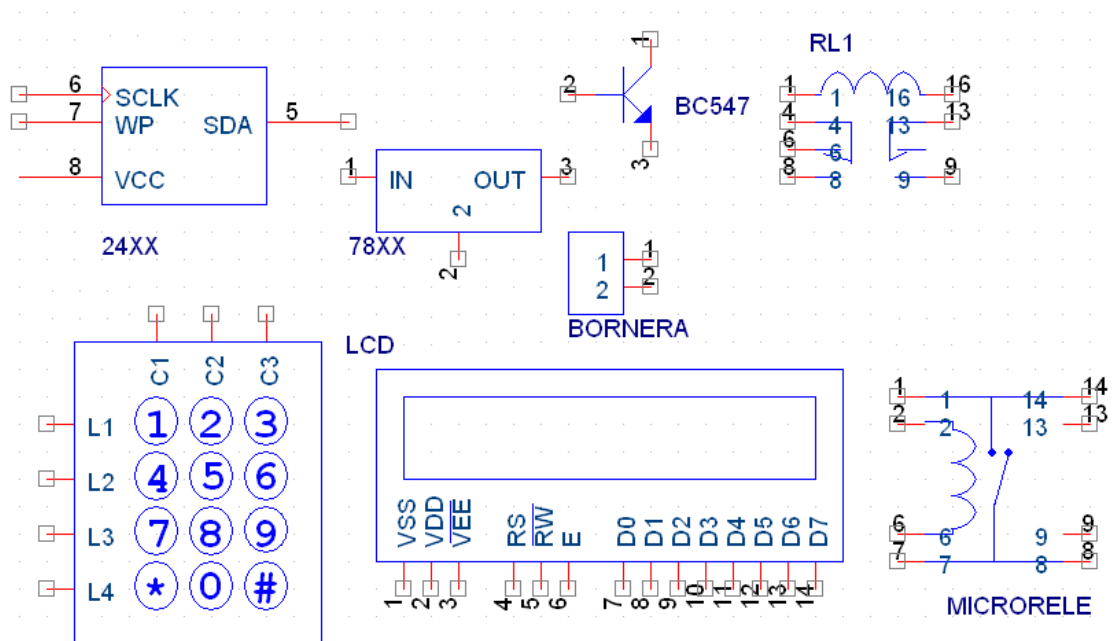 6 SCLK
7 WP SDA 5
8 VCC
24XX
1 IN OUT 3
2
2
78XX
1
2
3
BC547
RL1
1 1 16 16
4 4 13 13
6 6
8 8 9 9
1 1
2 2
BORNERA
C1 C2 C3
L1 1 2 3
L2 4 5 6
L3 7 8 9
L4 * 0 #
LCD
VSS VDD VEE RS RW E D0 D1 D2 D3 D4 D5 D6 D7
1 2 3 4 5 6 7 8 9 10 11 12 13 14
1 1 14 14
2 2 13 13
6 6 9 9
7 7 8 8
MICRORELE